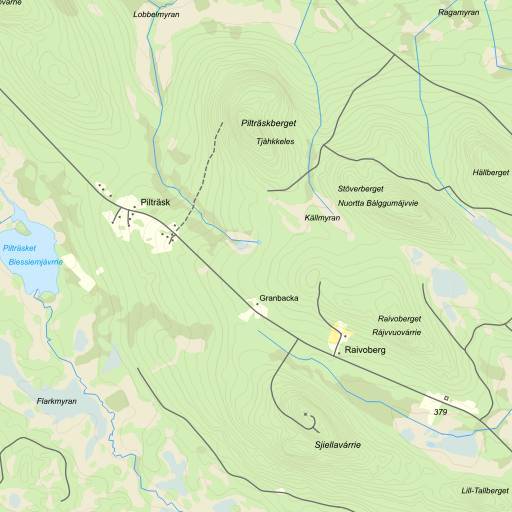 Lobbelmyran
Ragamyran
Pilträskberget
Tjåhkkeles
Hällberget
Stöverberget
Nuortta Bálggumájvvie
Pilträsk
Källmyran
Pilträsket
Blessiemjávrrie
Granbacka
Raivoberget
Rájvvuovárrie
Raivoberg
Flarkmyran
379
Sjiellavárrie
Lill-Tallberget